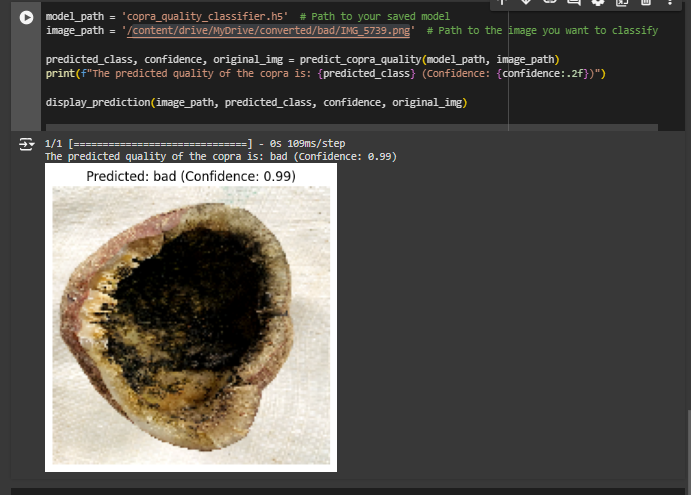 model_path = 'copra_quality_classifier.h5'  # Path to your saved model
image_path = '/content/drive/MyDrive/converted/bad/IMG_5739.png'  # Path to the image you want to classify
predicted_class, confidence, original_img = predict_copra_quality(model_path, image_path)
print(f"The predicted quality of the copra is: {predicted_class} (Confidence: {confidence:.2f})")
display_prediction(image_path, predicted_class, confidence, original_img)
1/1 [==============================] - 0s 109ms/step
The predicted quality of the copra is: bad (Confidence: 0.99)
Predicted: bad (Confidence: 0.99)